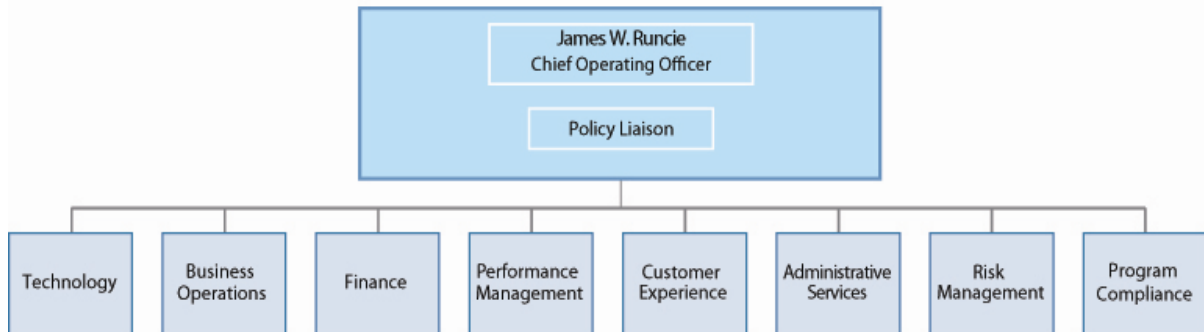 James W. Runcie
Chief Operating Officer
Policy Liaison
Technology
Business
Operations
Finance
Performance
Management
Customer
Experience
Administrative
Services
Risk
Management
Program
Compliance